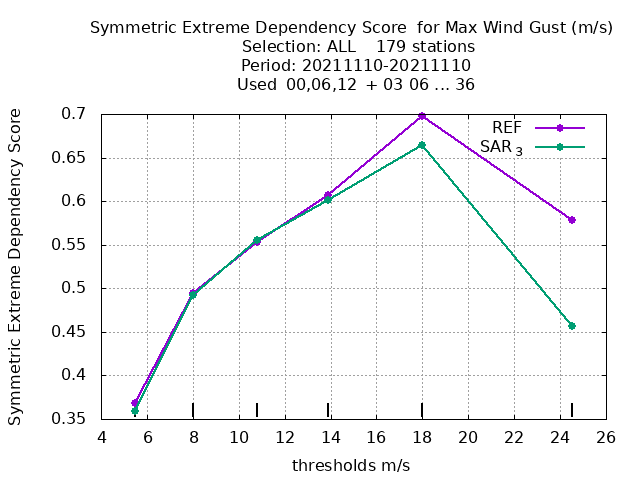 Symmetric Extreme Dependency Score  for Max Wind Gust (m/s)
Selection: ALL    179 stations
Period: 20211110-20211110
Used  00,06,12  + 03 06 ... 36
Symmetric Extreme Dependency Score
0.7
0.65
0.6
0.55
0.5
0.45
0.4
0.35
REF
SAR 3
4 6 8 10 12 14 16 18 20 22 24 26
thresholds m/s